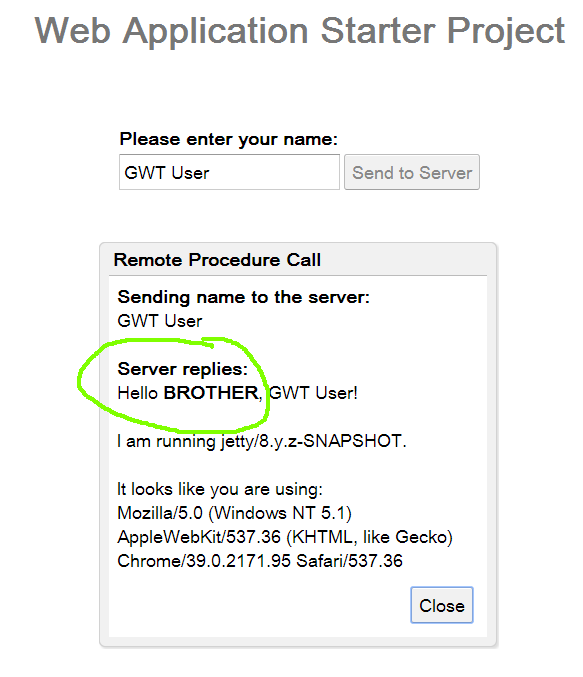 Web Application Starter Project
Please enter your name:
GWT User Send to Server
Remote Procedure Call
Sending name to the server:
GWT User
Server replies:
Hello BROTHER, GWT User!
I am running jetty/8.y.z-SNAPSHOT.
It looks like you are using:
Mozilla/5.0 (Windows NT 5.1)
AppleWebKit/537.36 (KHTML, like Gecko)
Chrome/39.0.2171.95 Safari/537.36
Close